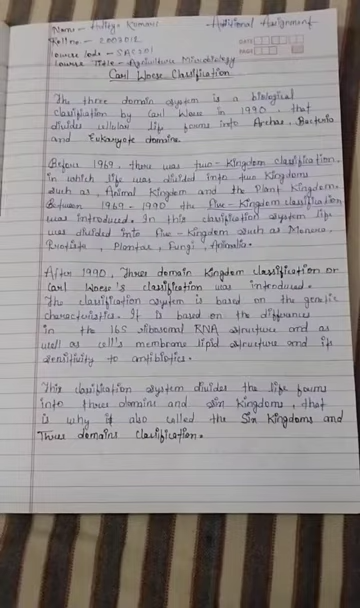 Name :- Kumari
Additional Assignment
Roll no. :- 2002012
DATE
Course Code :- SAC201
PAGE
Course Title :- Agriculture Microbiology
Carl Woese Classification
The three domain system is a biological
classification by Carl Woese in 1990, that
divides cellular life forms into Archae, Bacteria
and Eukaryote domains.
Before 1969, there was two-kingdom classification,
in which life was divided into two Kingdoms
such as, Animal Kingdom and the Plant Kingdom.
Between 1969 - 1990 the five-Kingdom classification
was introduced. In this classification system life
was divided into five-Kingdom such as Monera,
Protista, Plantae, Fungi, Animalia.
After 1990, Three domain Kingdom Classification or
Carl Woese's classification was introduced.
The classification system is based on the genetic
characteristics. It is based on the difference
in the 16S ribosomal RNA structure and as
well as cell's membrane lipid structure and its
sensitivity to antibiotics.
This classification system divides the life forms
into three domains and six Kingdoms, that
is why it also called the Six Kingdoms and
Three domains Classification.